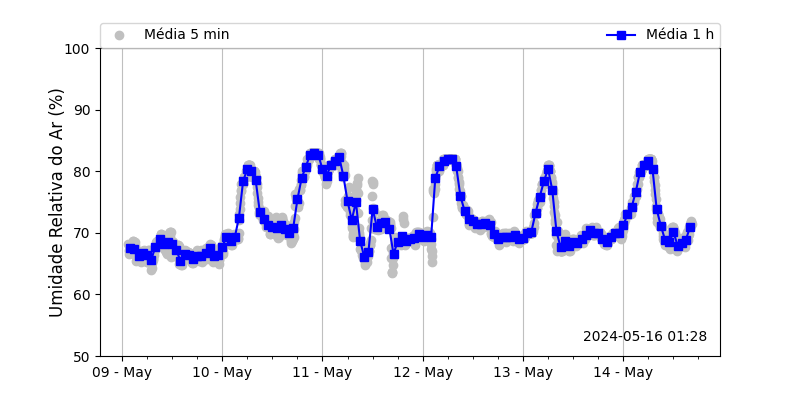 Média 5 min
Média 1 h
Umidade Relativa do Ar (%)
100
90
80
70
60
50
2024-05-16 01:28
09 - May
10 - May
11 - May
12 - May
13 - May
14 - May